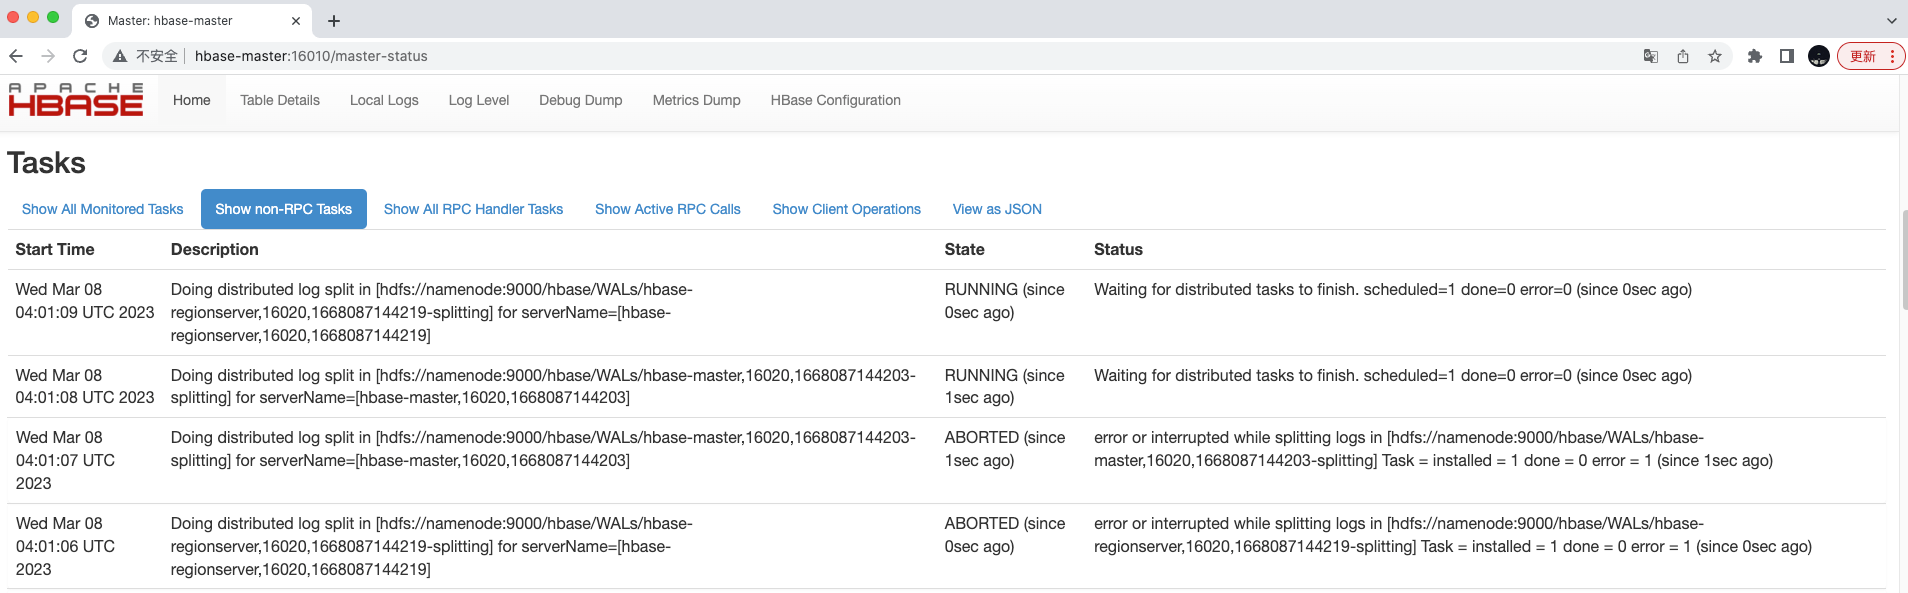 Master: hbase-master
不安全 hbase-master:16010/master-status 更新
APACHE
HBASE
Home Table Details Local Logs Log Level Debug Dump Metrics Dump HBase Configuration
Tasks
Show All Monitored Tasks Show non-RPC Tasks Show All RPC Handler Tasks Show Active RPC Calls Show Client Operations View as JSON
Start Time Description State Status
Wed Mar 08 Doing distributed log split in [hdfs://namenode:9000/hbase/WALs/hbase- RUNNING (since Waiting for distributed tasks to finish. scheduled=1 done=0 error=0 (since 0sec ago)
04:01:09 UTC 2023 regionserver,16020,1668087144219-splitting] for serverName=[hbase- 0sec ago)
regionserver,16020,1668087144219]
Wed Mar 08 Doing distributed log split in [hdfs://namenode:9000/hbase/WALs/hbase-master,16020,1668087144203- RUNNING (since Waiting for distributed tasks to finish. scheduled=1 done=0 error=0 (since 0sec ago)
04:01:08 UTC 2023 splitting] for serverName=[hbase-master,16020,1668087144203] 1sec ago)
Wed Mar 08 Doing distributed log split in [hdfs://namenode:9000/hbase/WALs/hbase-master,16020,1668087144203- ABORTED (since error or interrupted while splitting logs in [hdfs://namenode:9000/hbase/WALs/hbase-
04:01:07 UTC splitting] for serverName=[hbase-master,16020,1668087144203] 1sec ago) master,16020,1668087144203-splitting] Task = installed = 1 done = 0 error = 1 (since 1sec ago)
2023
Wed Mar 08 Doing distributed log split in [hdfs://namenode:9000/hbase/WALs/hbase- ABORTED (since error or interrupted while splitting logs in [hdfs://namenode:9000/hbase/WALs/hbase-
04:01:06 UTC regionserver,16020,1668087144219-splitting] for serverName=[hbase- 0sec ago) regionserver,16020,1668087144219-splitting] Task = installed = 1 done = 0 error = 1 (since 0sec ago)
2023 regionserver,16020,1668087144219]